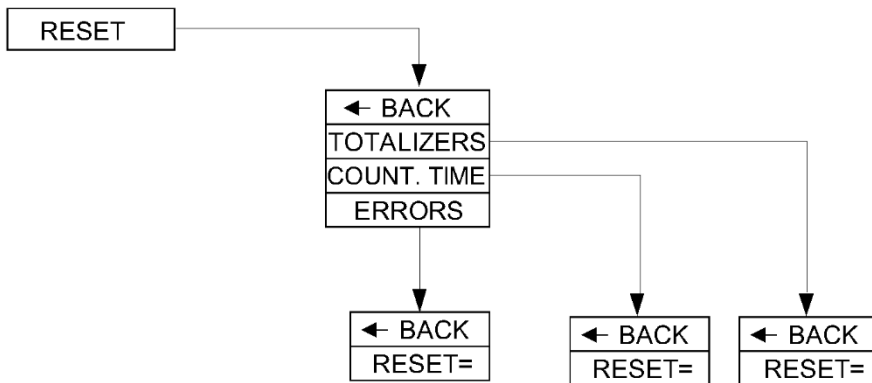 RESET
← BACK
TOTALIZERS
COUNT. TIME
ERRORS
← BACK
RESET=
← BACK
RESET=
← BACK
RESET=